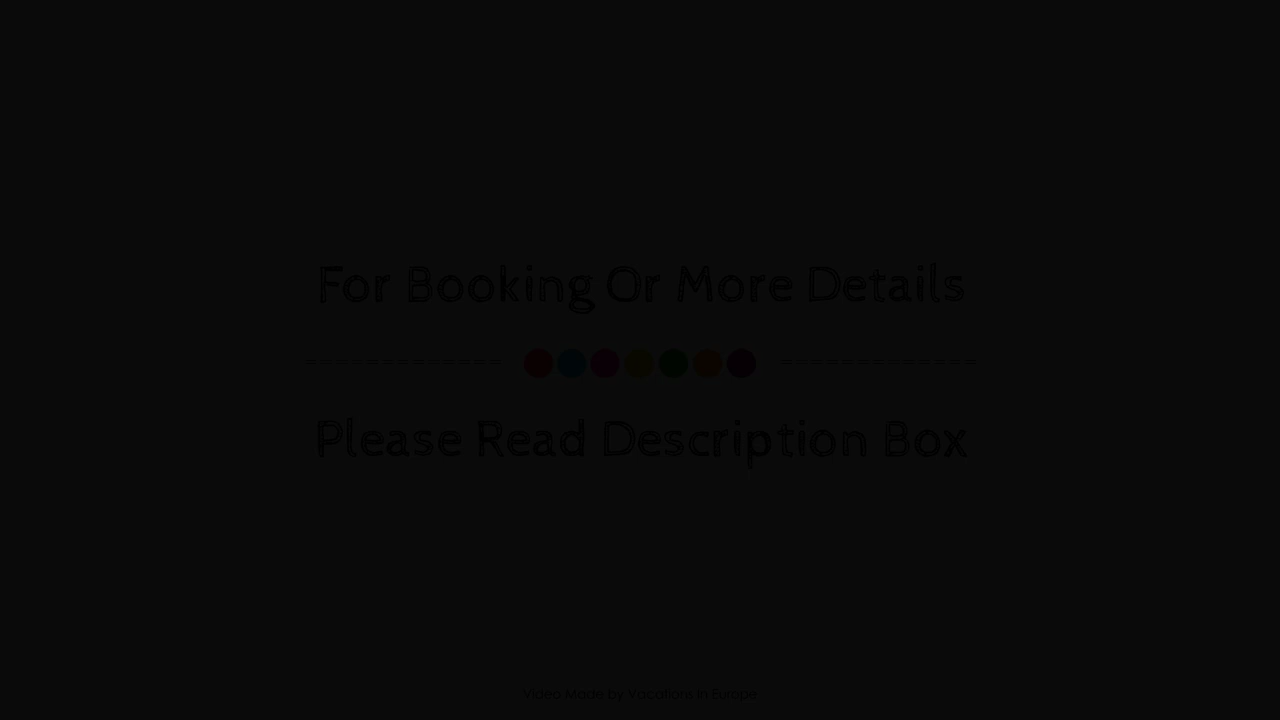 For Booking Or More Details
Please Read Description Box
Video Made by Vacations In Europe